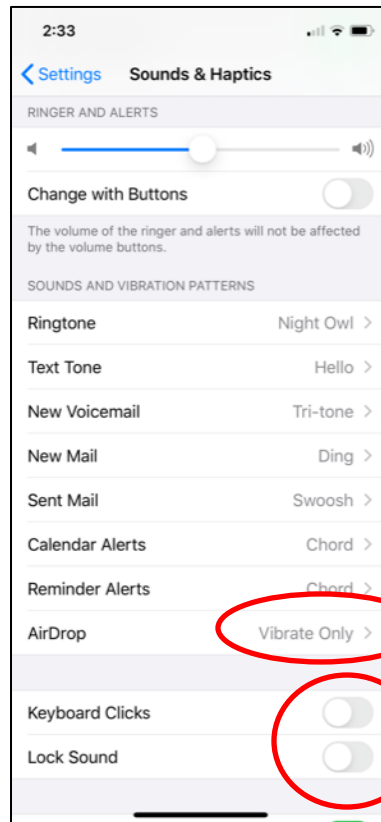 2:33
Settings Sounds & Haptics
RINGER AND ALERTS
Change with Buttons
The volume of the ringer and alerts will not be affected
by the volume buttons.
SOUNDS AND VIBRATION PATTERNS
Ringtone Night Owl
Text Tone Hello
New Voicemail Tri-tone
New Mail Ding
Sent Mail Swoosh
Calendar Alerts Chord
Reminder Alerts Chord
AirDrop Vibrate Only
Keyboard Clicks
Lock Sound